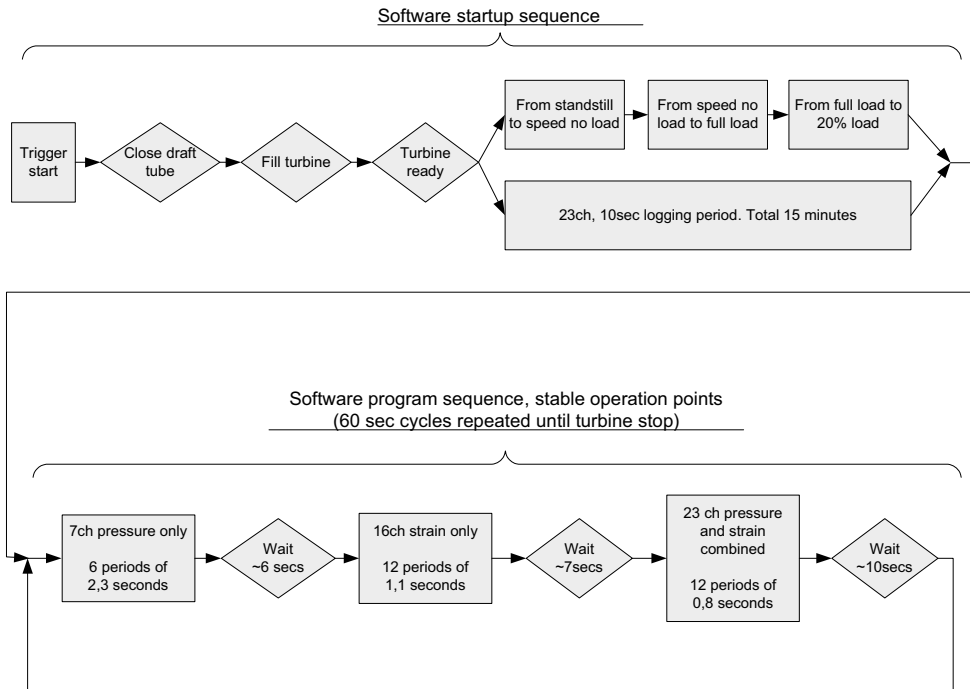 Software startup sequence
Trigger
start
Close draft
tube
Fill turbine
Turbine
ready
From standstill
to speed no
load
From speed no
load to full load
From full load to
20% load
23ch, 10sec logging period. Total 15 minutes
Software program sequence, stable operation points
(60 sec cycles repeated until turbine stop)
7ch pressure only
6 periods of
2,3 seconds
Wait
~6 secs
16ch strain only
12 periods of
1,1 seconds
Wait
~7secs
23 ch pressure
and strain
combined
12 periods of
0,8 seconds
Wait
~10secs